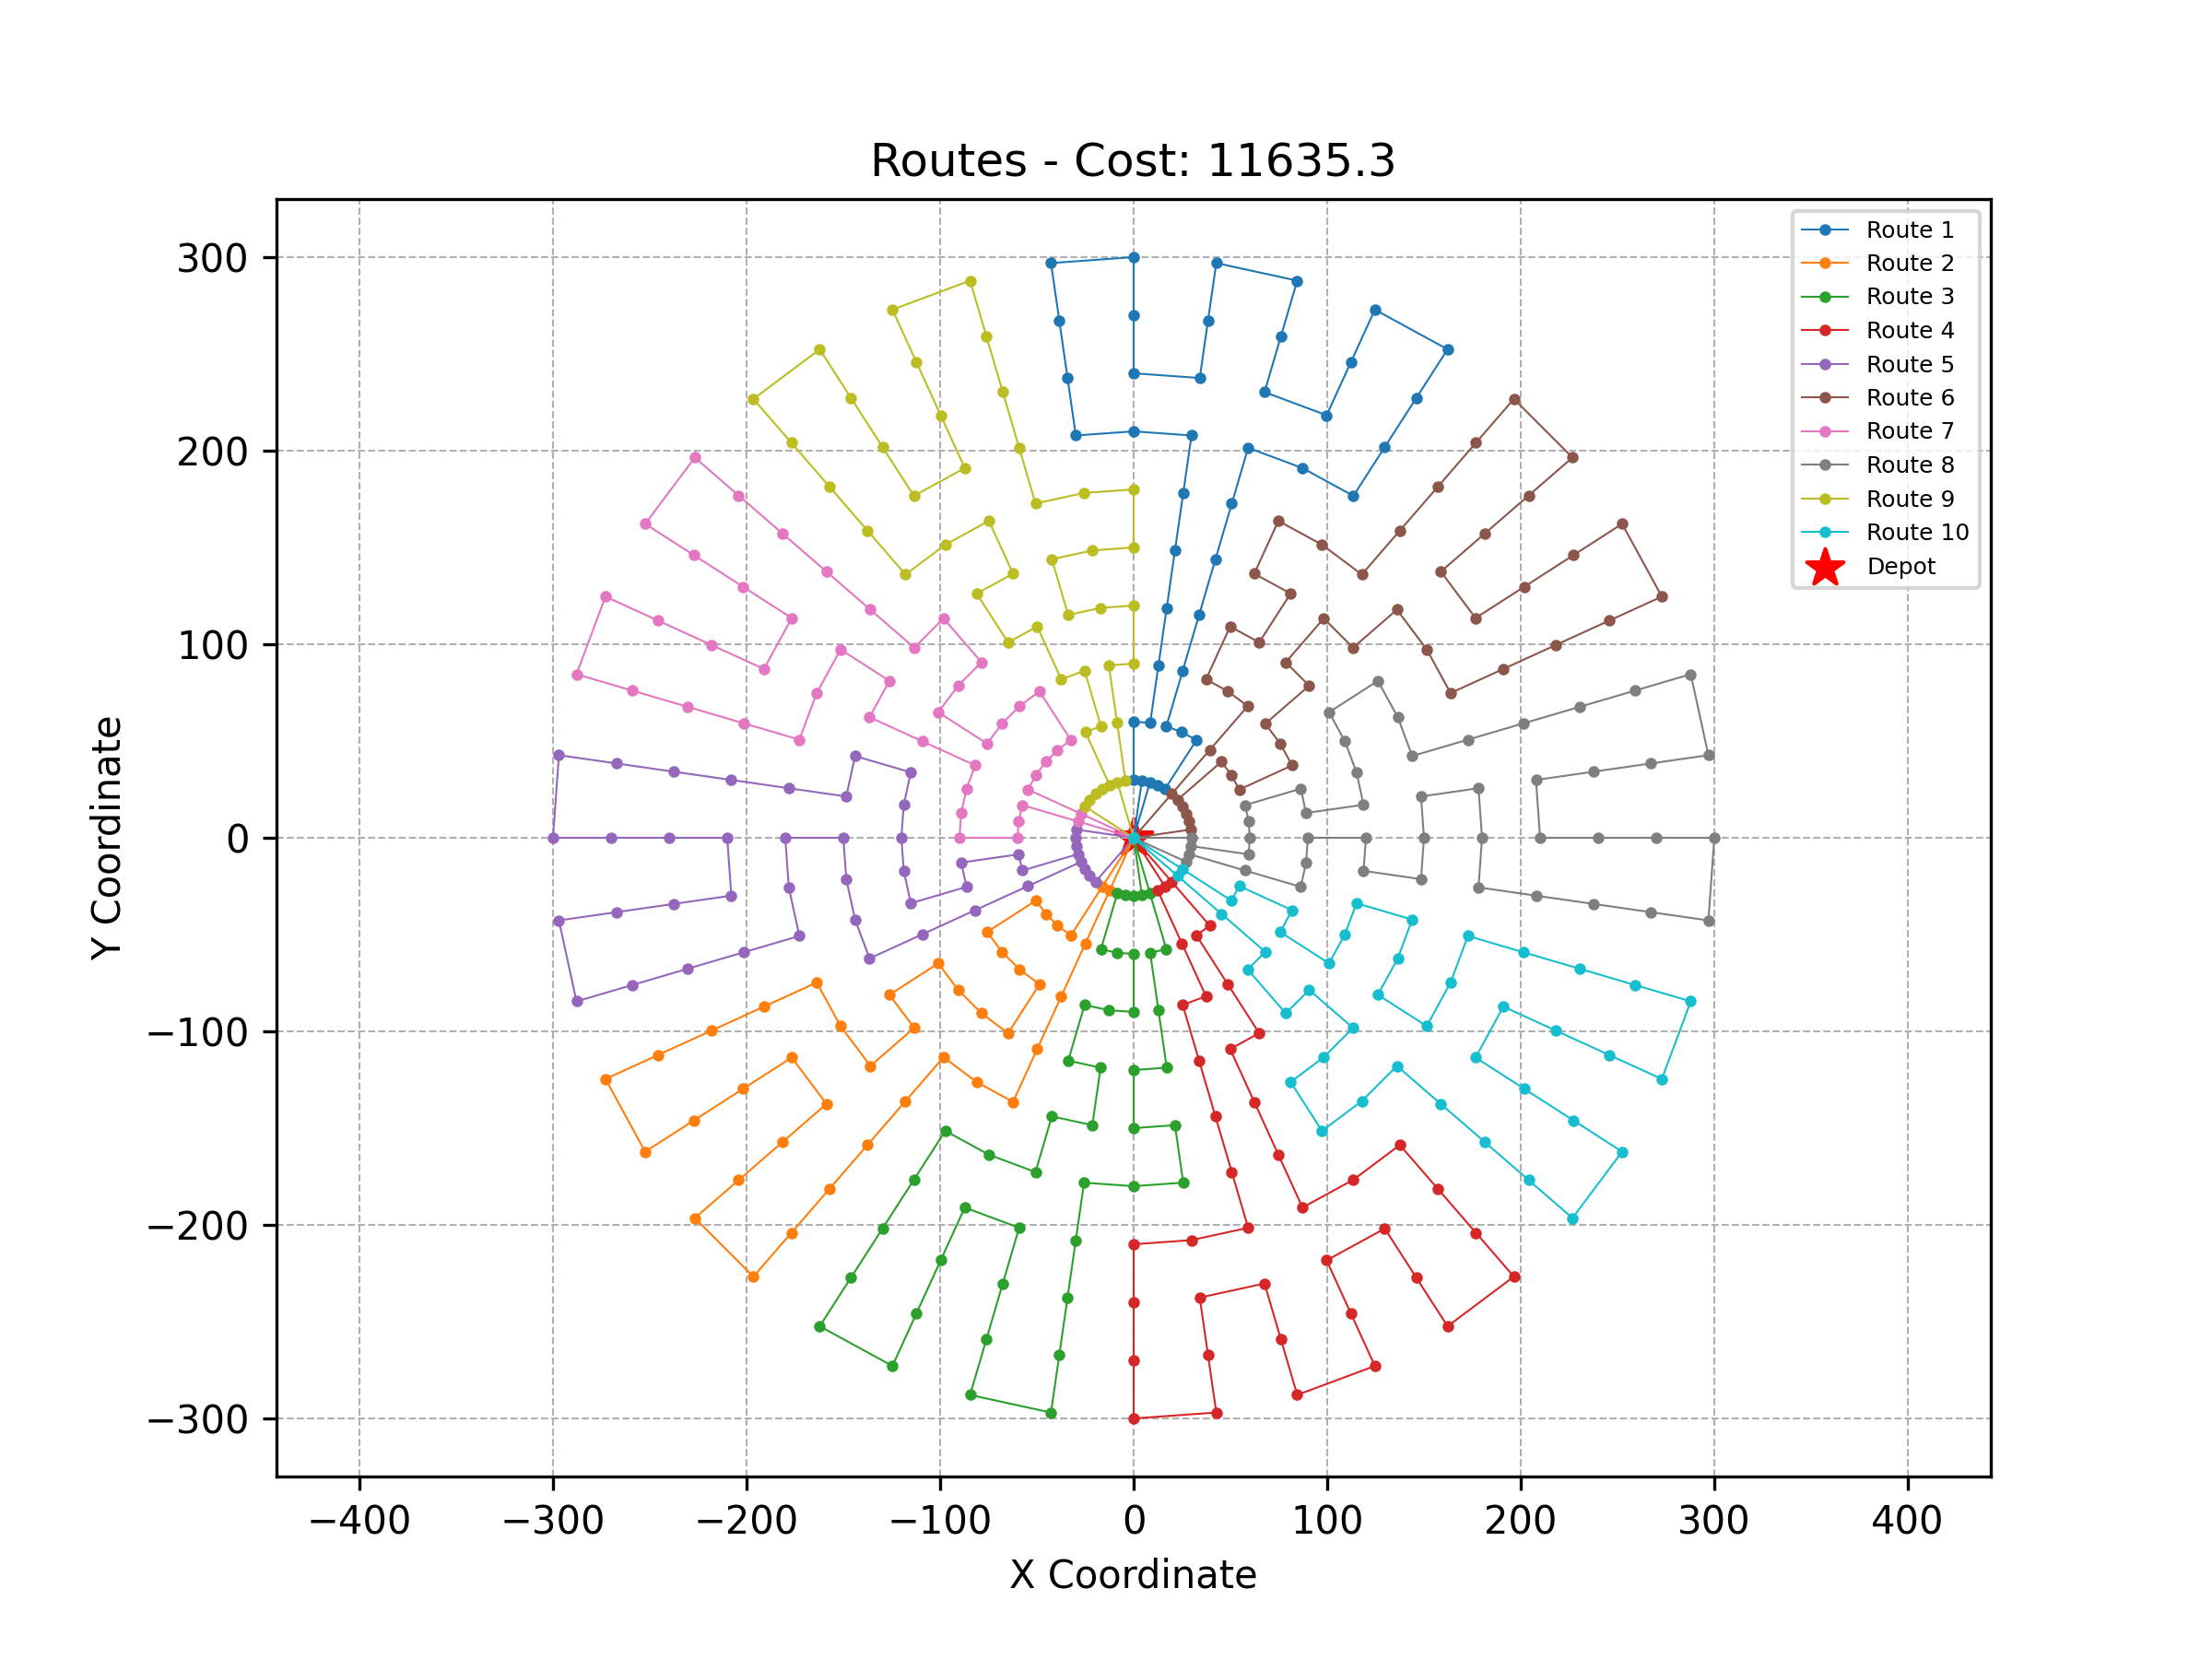 Routes - Cost: 11635.3
Route 1
Route 2
Route 3
Route 4
Route 5
Route 6
Route 7
Route 8
Route 9
Route 10
Depot
300
200
100
0
−100
−200
−300
Y Coordinate
−400 −300 −200 −100 0 100 200 300 400
X Coordinate